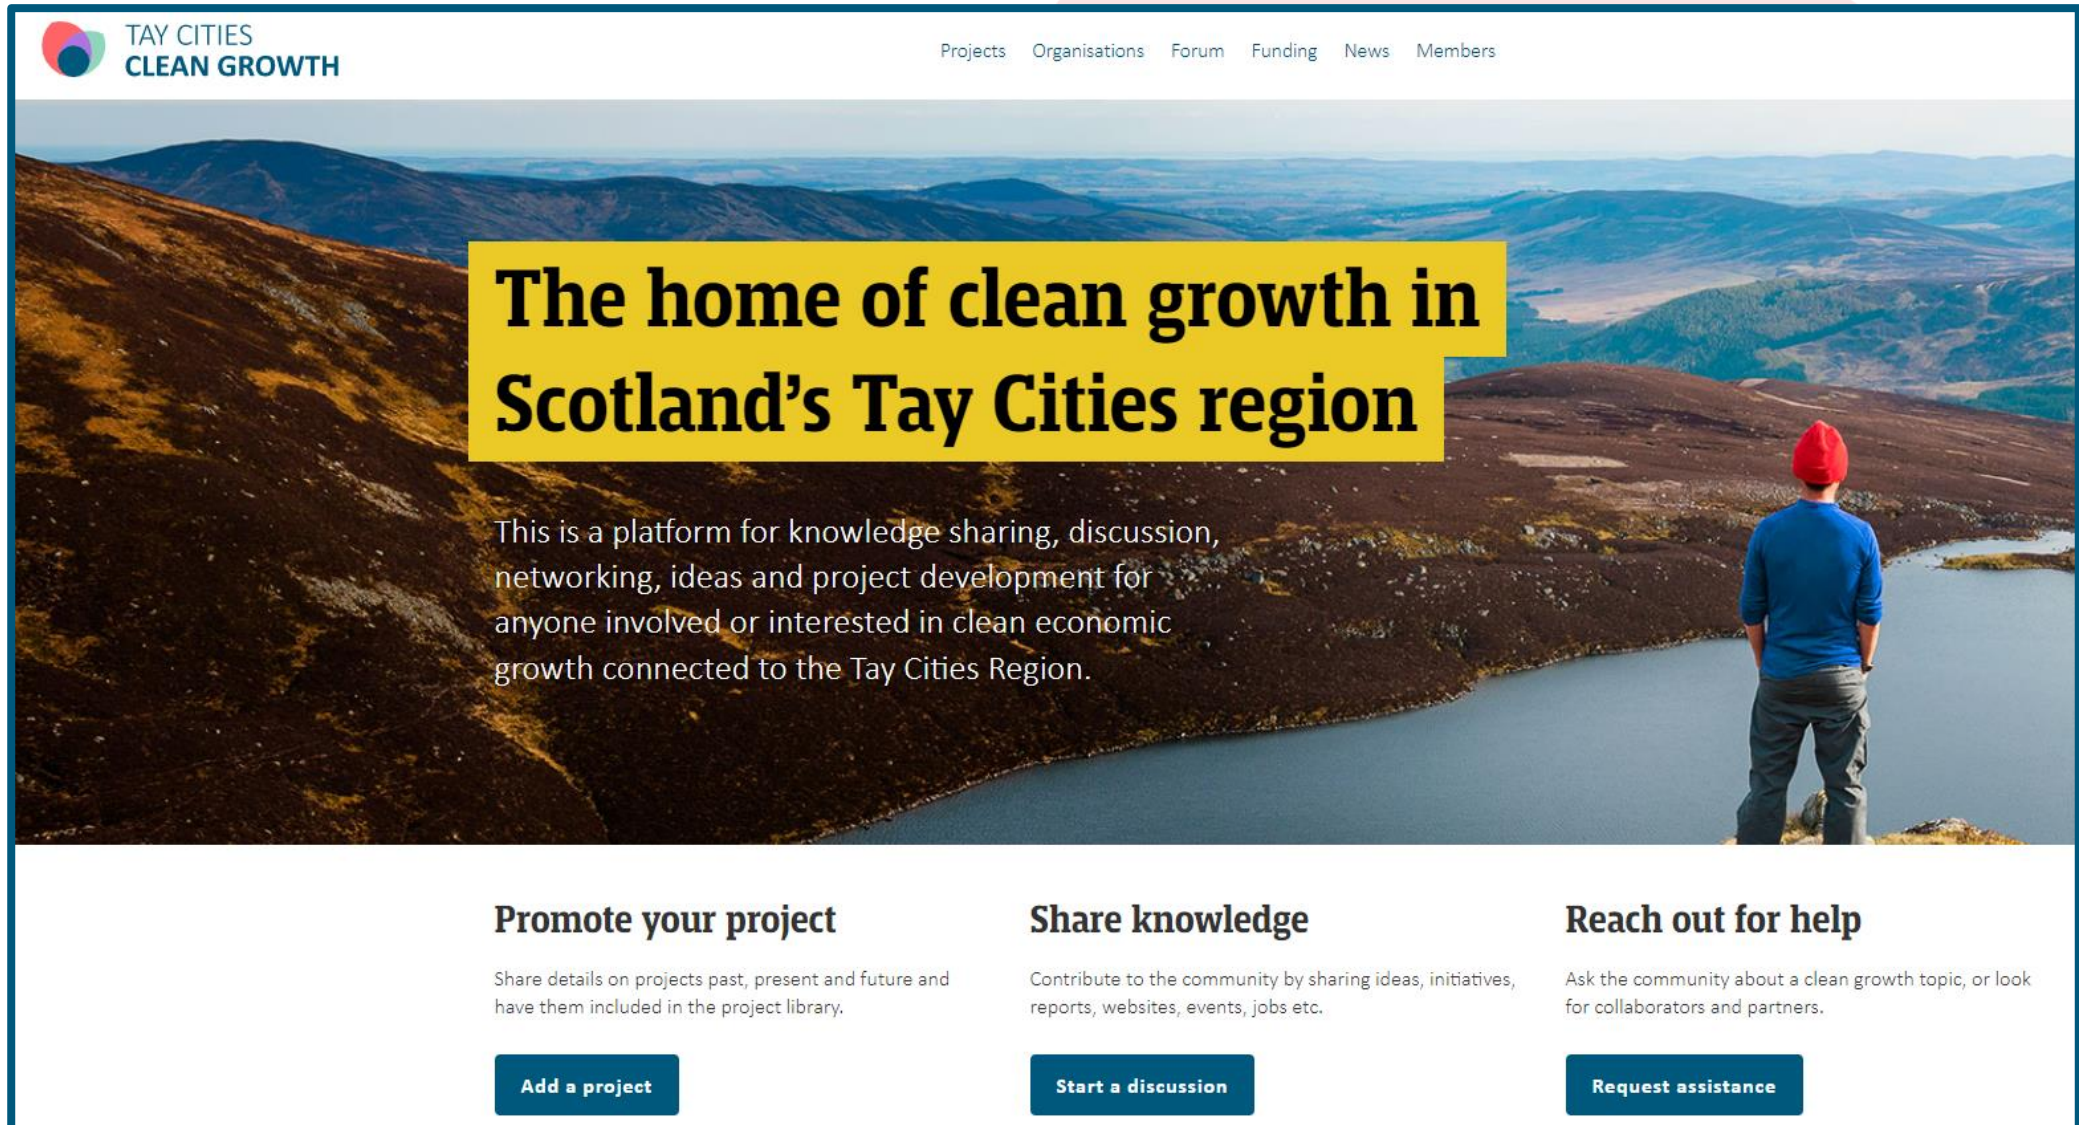 TAY CITIES
CLEAN GROWTH
Projects Organisations Forum Funding News Members
The home of clean growth in
Scotland’s Tay Cities region
This is a platform for knowledge sharing, discussion,
networking, ideas and project development for
anyone involved or interested in clean economic
growth connected to the Tay Cities Region.
Promote your project
Share details on projects past, present and future and
have them included in the project library.
Add a project
Share knowledge
Contribute to the community by sharing ideas, initiatives,
reports, websites, events, jobs etc.
Start a discussion
Reach out for help
Ask the community about a clean growth topic, or look
for collaborators and partners.
Request assistance